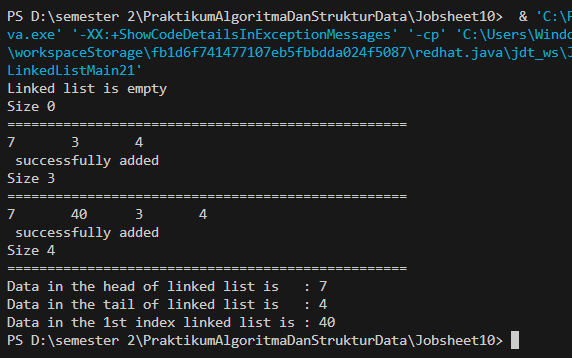 PS D:\semester 2\PraktikumAlgoritmaDanStrukturData\Jobsheet10>  & 'C:\P
va.exe' '-XX:+ShowCodeDetailsInExceptionMessages' '-cp' 'C:\Users\Windo
\workspaceStorage\fb1d6f741477107eb5fbbdda024f5087\redhat.java\jdt_ws\J
LinkedListMain21'
Linked list is empty
Size 0
==================================================
7       3       4
 successfully added
Size 3
==================================================
7       40      3       4
 successfully added
Size 4
==================================================
Data in the head of linked list is   : 7
Data in the tail of linked list is   : 4
Data in the 1st index linked list is : 40
PS D:\semester 2\PraktikumAlgoritmaDanStrukturData\Jobsheet10>